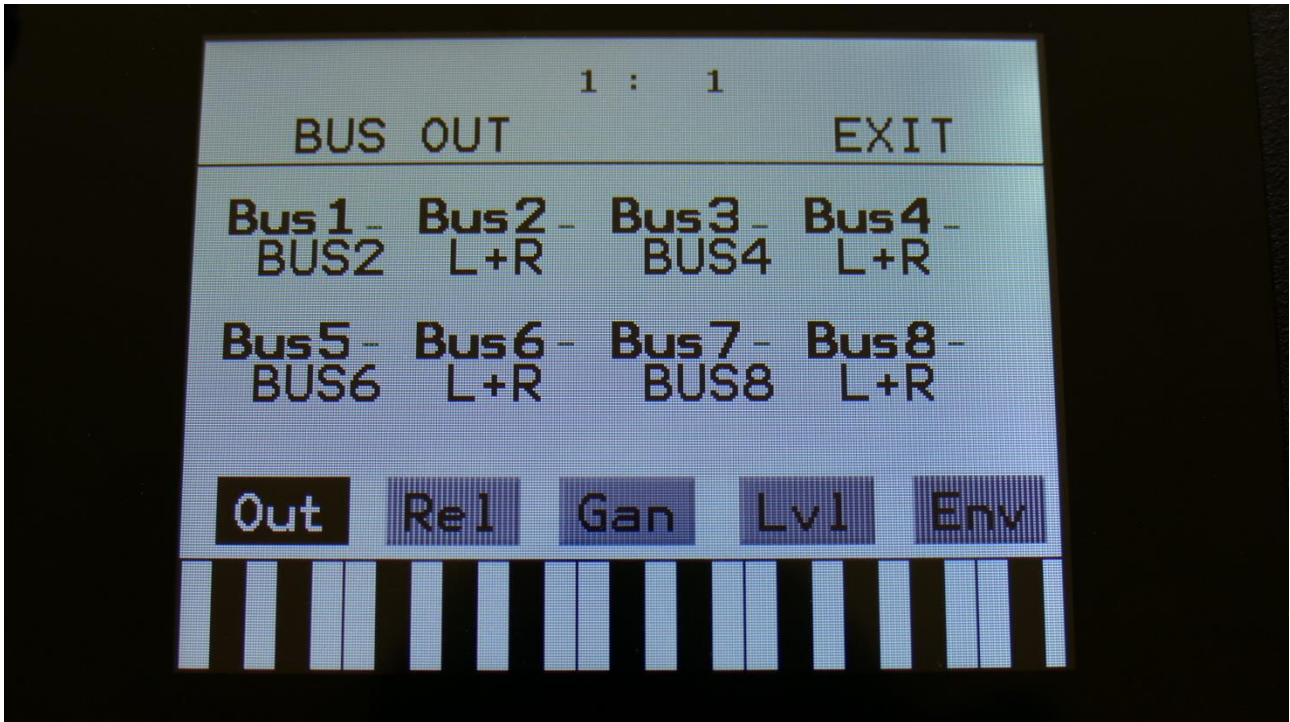 1 : 1
BUS OUT EXIT
Bus1- Bus2- Bus3- Bus4-
BUS2 L+R BUS4 L+R
Bus5- Bus6- Bus7- Bus8-
BUS6 L+R BUS8 L+R
Out Rel Gan Lvl Env